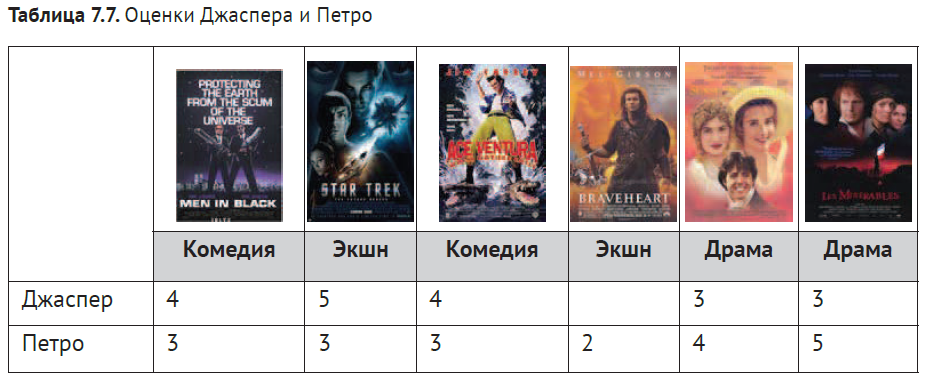 Таблица 7.7. Оценки Джаспера и Петро
PROTECTING
THE EARTH
FROM THE SCUM
OF THE
UNIVERSE
MEN IN BLACK
STAR TREK
JIM CARREY
ACE VENTURA
MEL GIBSON
BRAVEHEART
LES MISÉRABLES
Комедия Экшн Комедия Экшн Драма Драма
Джаспер 4 5 4 3 3
Петро 3 3 3 2 4 5